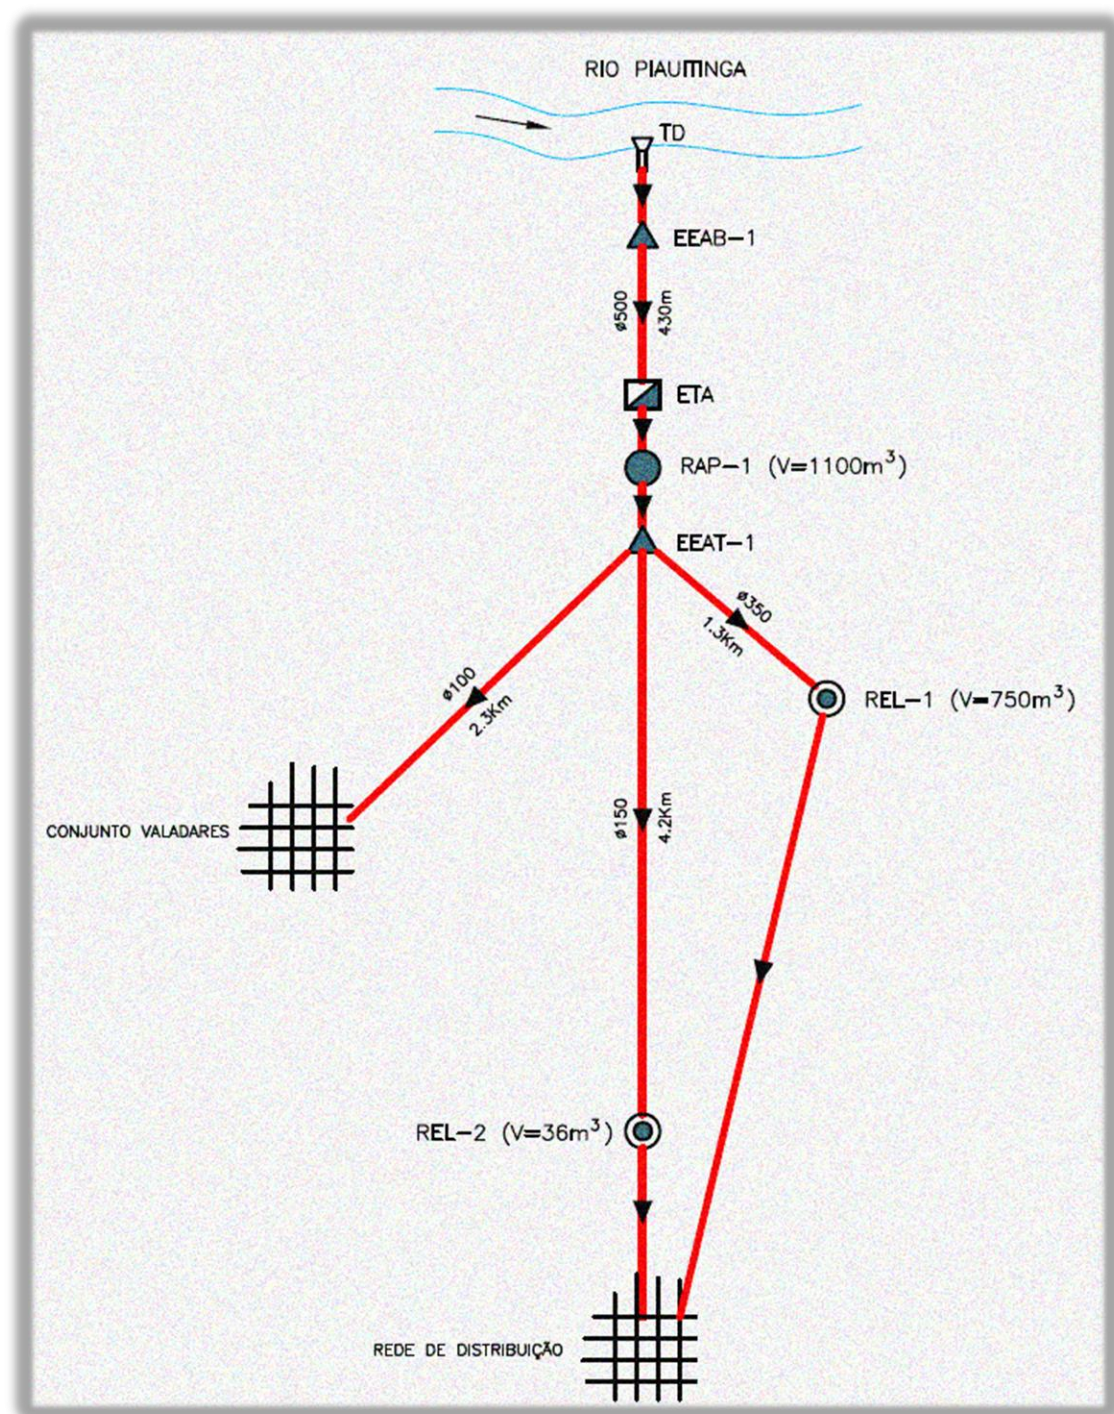 RIO PIAUITINGA
TD
EEAB-1
ø500
430m
ETA
RAP-1 (V=1100m³)
EEAT-1
ø350
1.3Km
ø100
2.3Km
REL-1 (V=750m³)
ø150
4.2Km
CONJUNTO VALADARES
REL-2 (V=36m³)
REDE DE DISTRIBUIÇÃO